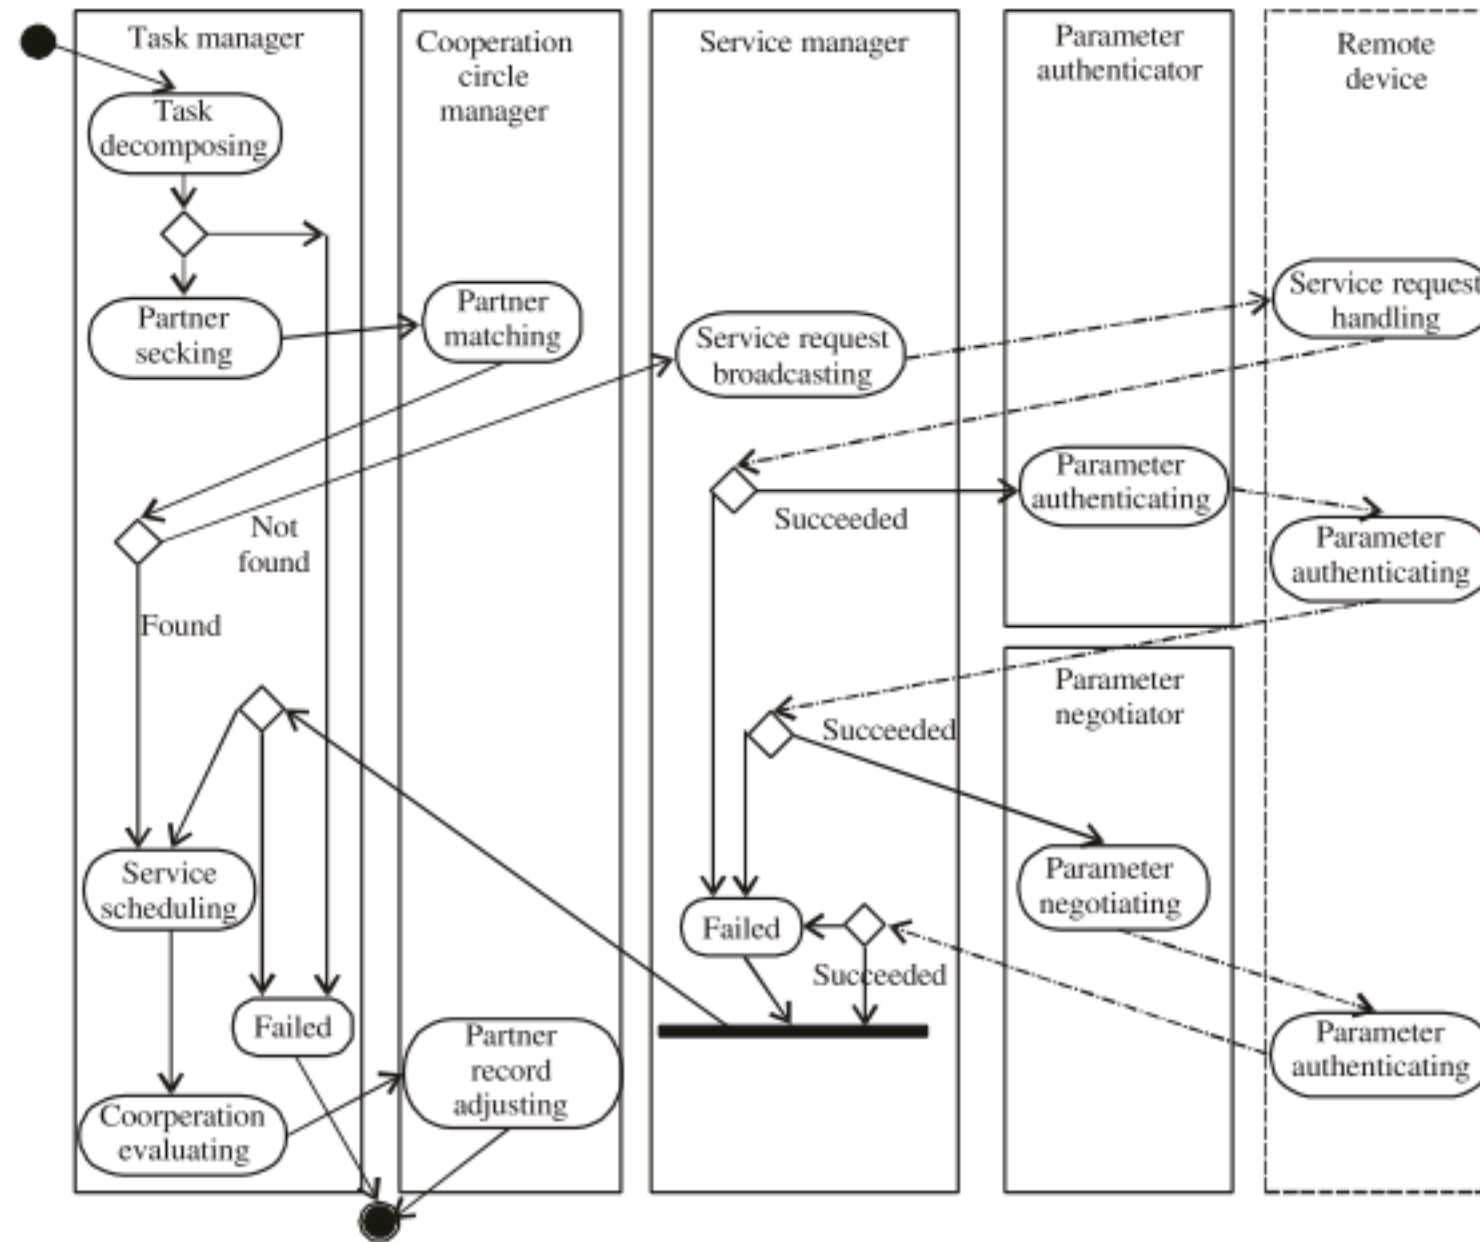 Task manager
Cooperation
circle
manager
Service manager
Parameter
authenticator
Remote
device
Task
decomposing
Partner
secking
Partner
matching
Service request
broadcasting
Service request
handling
Parameter
authenticating
Succeeded
Not
found
Parameter
authenticating
Found
Parameter
negotiator
Succeeded
Service
scheduling
Parameter
negotiating
Failed
Succeeded
Failed
Partner
record
adjusting
Parameter
authenticating
Coorperation
evaluating